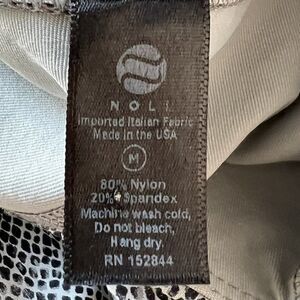 NOLI
Imported Italian Fabric
Made in the USA
M
80% Nylon
20% Spandex
Machine wash cold,
Do not bleach,
Hang dry.
RN 152844